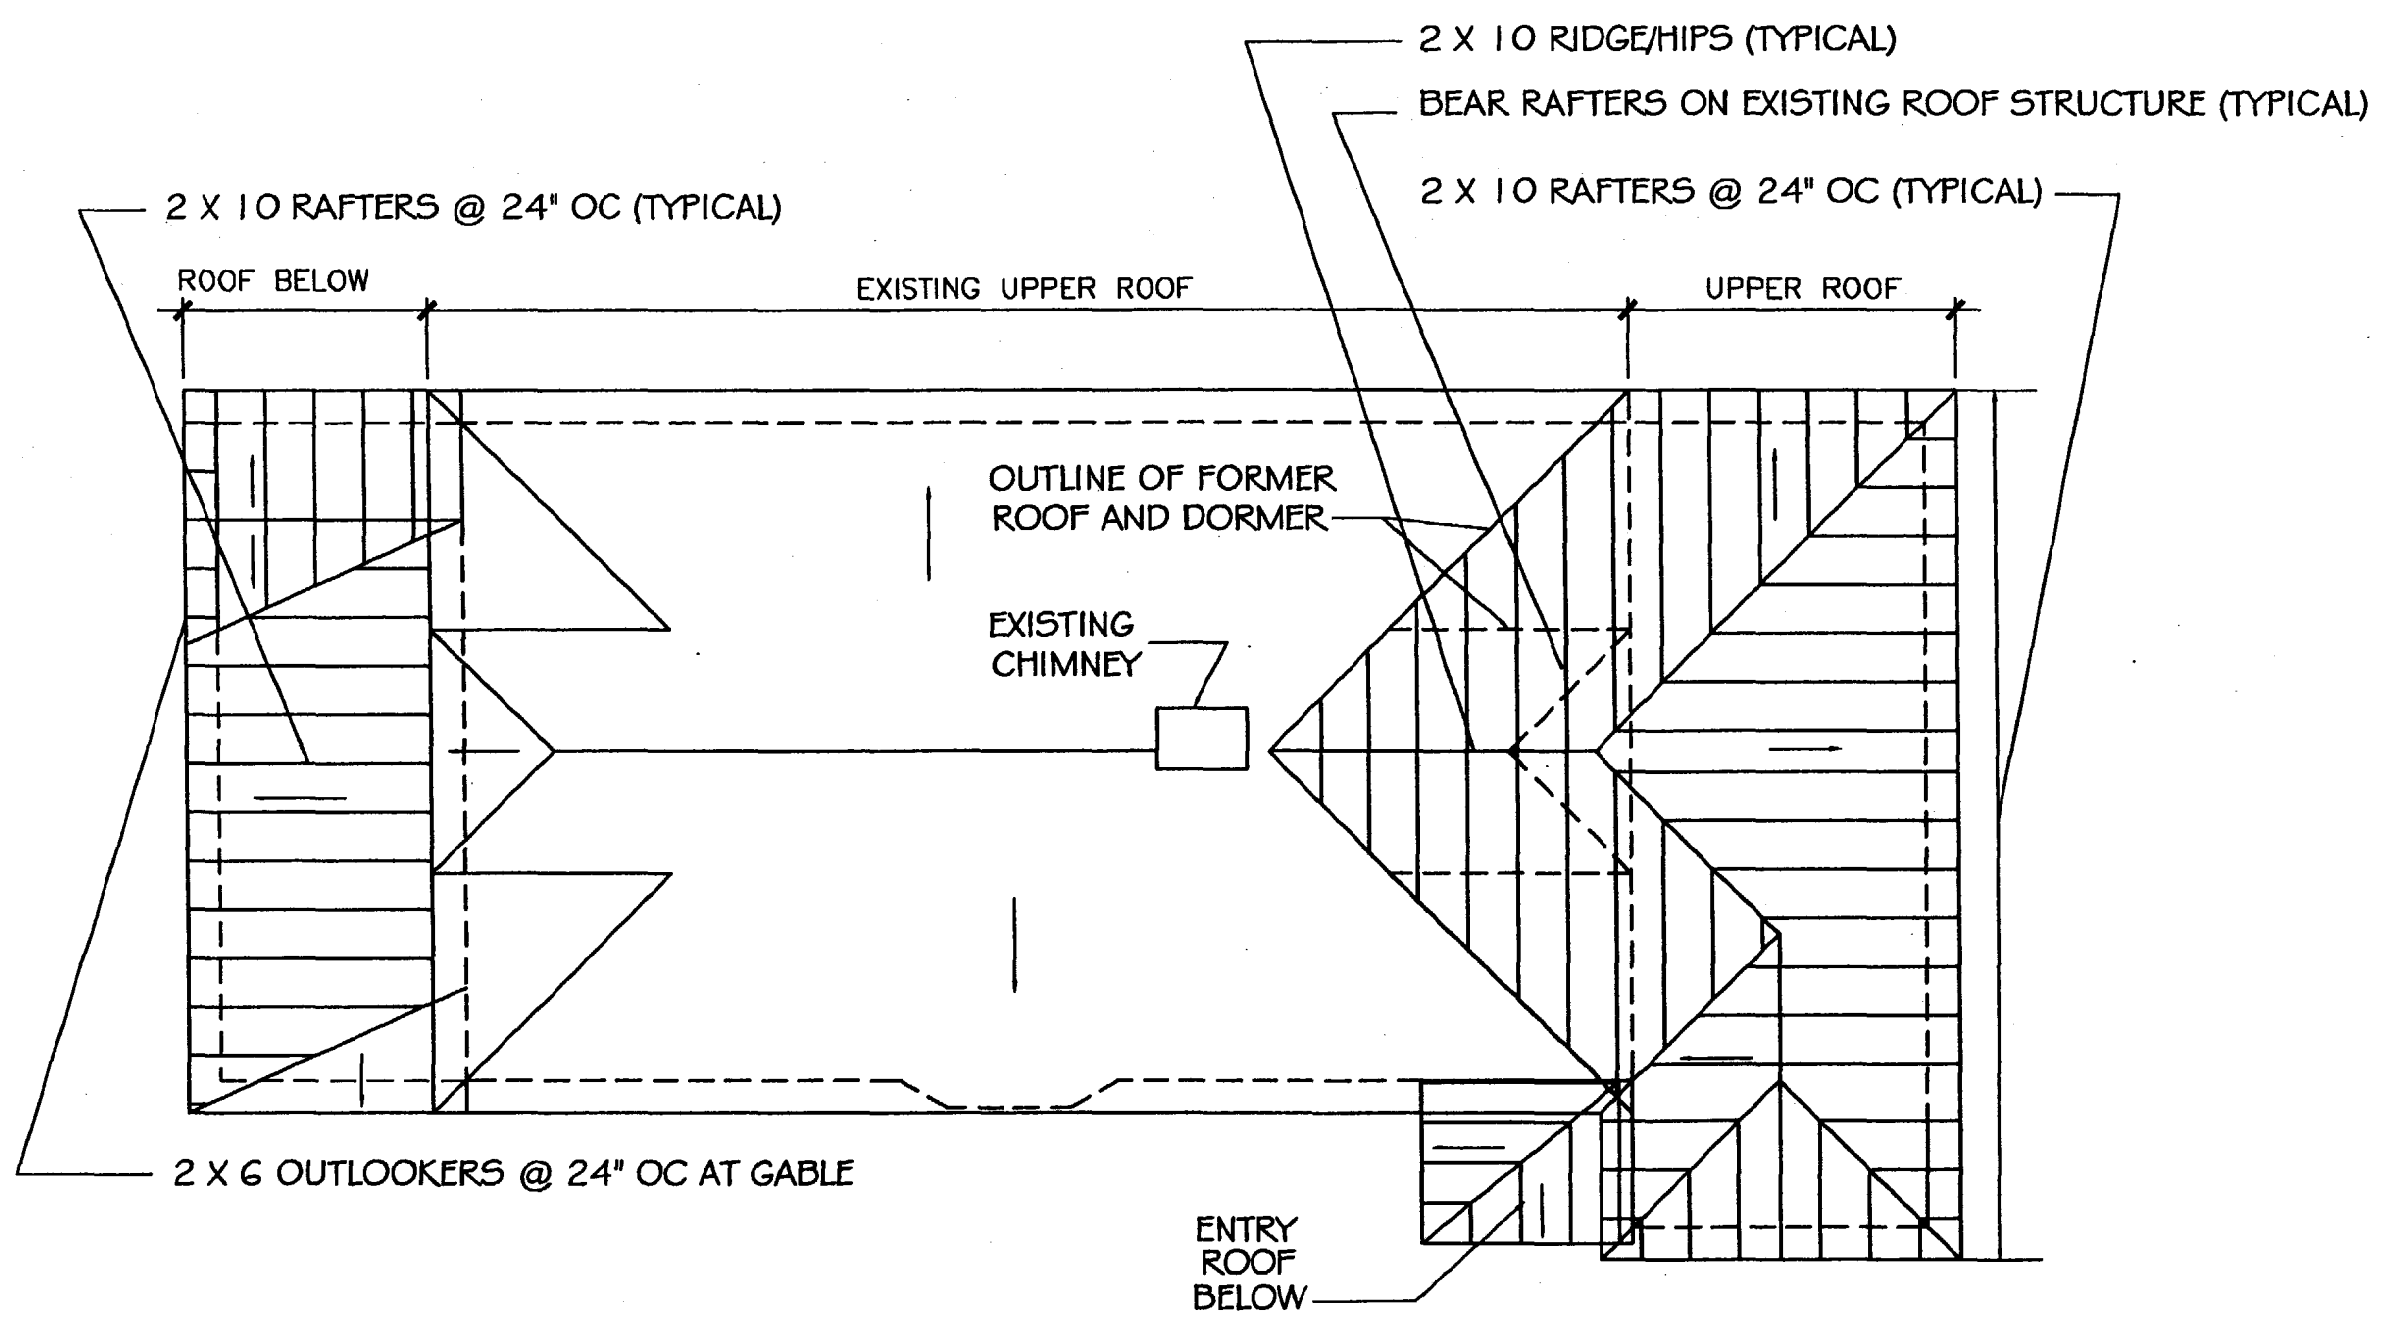 2 X 10 RIDGE/HIPS (TYPICAL)
BEAR RAFTERS ON EXISTING ROOF STRUCTURE (TYPICAL)
2 X 10 RAFTERS @ 24" OC (TYPICAL)
2 X 10 RAFTERS @ 24" OC (TYPICAL)
ROOF BELOW
EXISTING UPPER ROOF
UPPER ROOF
OUTLINE OF FORMER
ROOF AND DORMER
EXISTING
CHIMNEY
2 X 6 OUTLOOKERS @ 24" OC AT GABLE
ENTRY
ROOF
BELOW